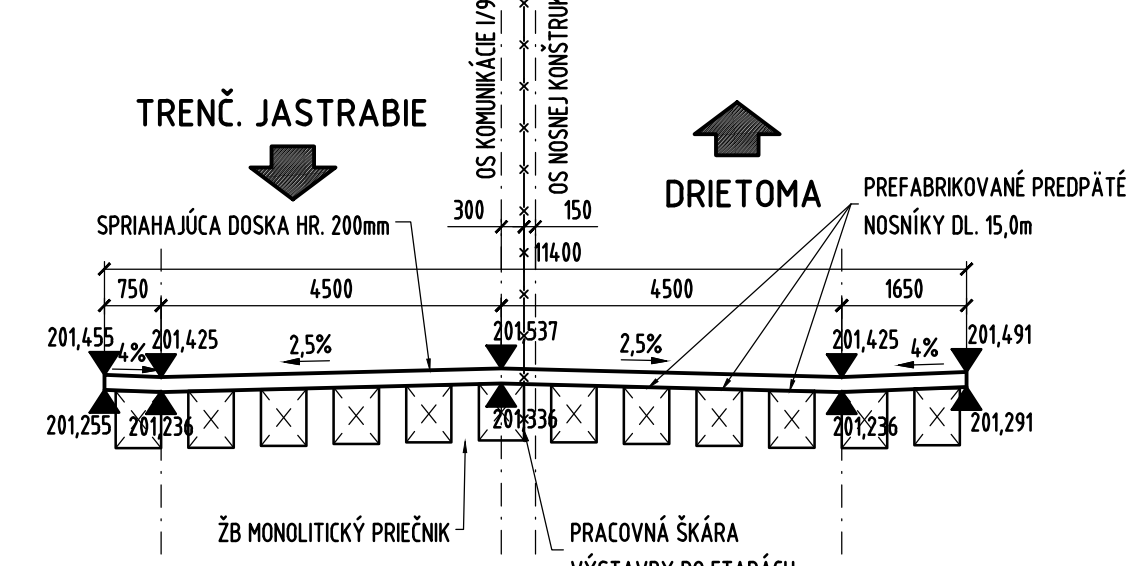 OS KOMUNIKÁCIE I/9
OS NOSNEJ KONŠTRUK
TRENČ. JASTRABIE
DRIETOMA
PREFABRIKOVANÉ PREDPÄTÉ
NOSNÍKY DL. 15,0m
SPRIAHAJÚCA DOSKA HR. 200mm
300
150
11400
750
4500
4500
1650
201,455
4%
201,425
2,5%
201,537
2,5%
201,425
4%
201,491
201,255
201,236
201,336
201,236
201,291
ŽB MONOLITICKÝ PRIEČNIK
PRACOVNÁ ŠKÁRA
VÝSTAVBY PO ETAPÁCH